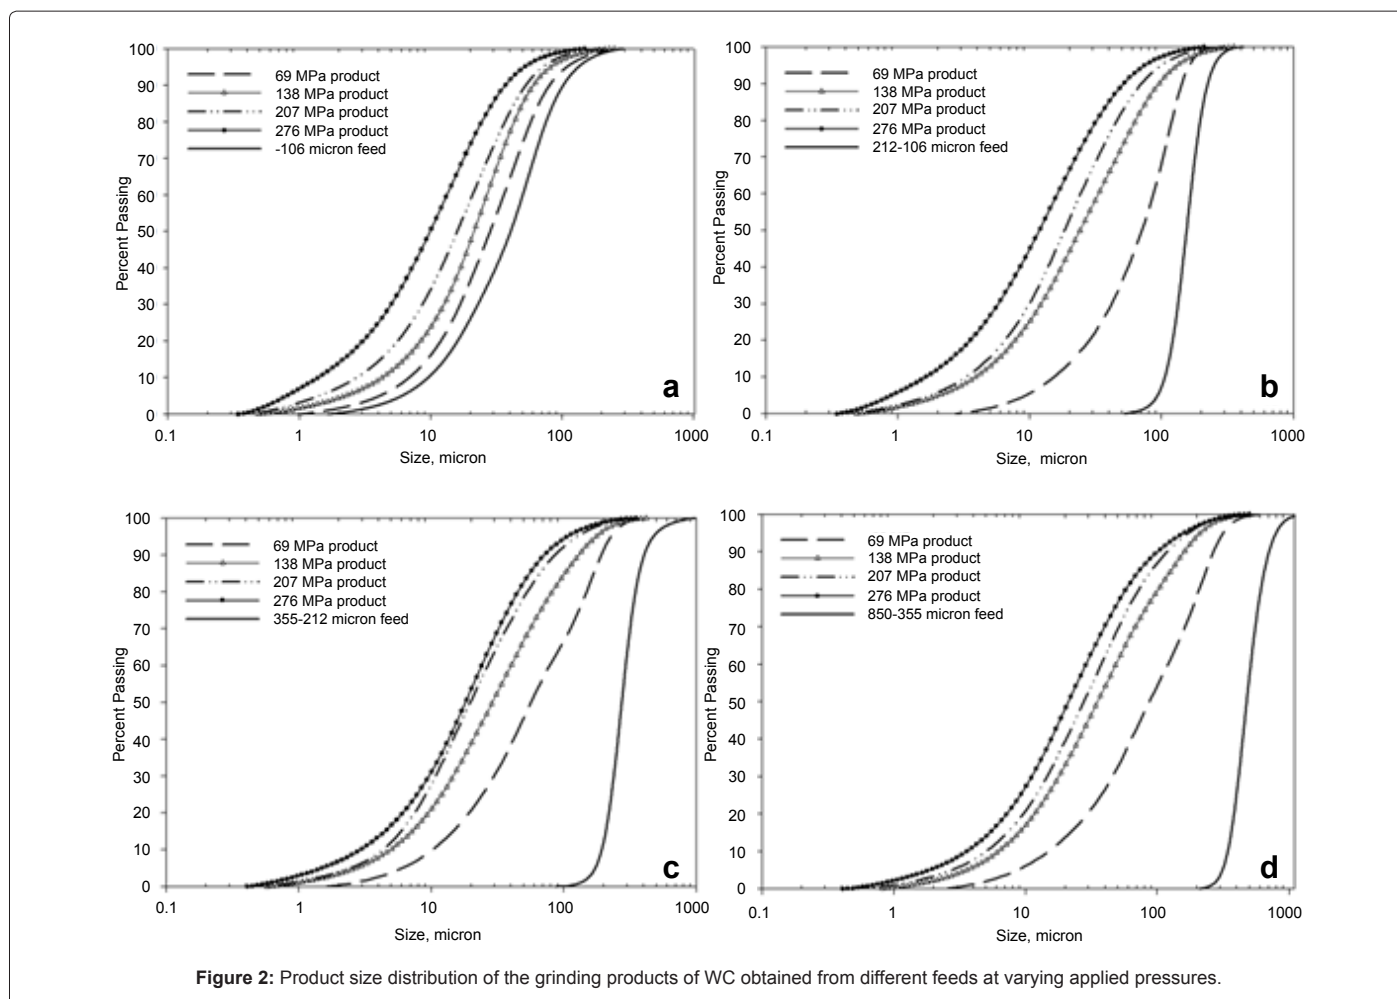 100
90
80
70
60
50
40
30
20
10
0
Percent Passing
69 MPa product
138 MPa product
207 MPa product
276 MPa product
-106 micron feed
a
0.1 1 10 100 1000
Size, micron
100
90
80
70
60
50
40
30
20
10
0
Percent Passing
69 MPa product
138 MPa product
207 MPa product
276 MPa product
212-106 micron feed
b
0.1 1 10 100 1000
Size, micron
100
90
80
70
60
50
40
30
20
10
0
Percent Passing
69 MPa product
138 MPa product
207 MPa product
276 MPa product
355-212 micron feed
c
0.1 1 10 100 1000
Size, micron
100
90
80
70
60
50
40
30
20
10
0
Percent Passing
69 MPa product
138 MPa product
207 MPa product
276 MPa product
850-355 micron feed
d
0.1 1 10 100 1000
Size, micron
Figure 2: Product size distribution of the grinding products of WC obtained from different feeds at varying applied pressures.